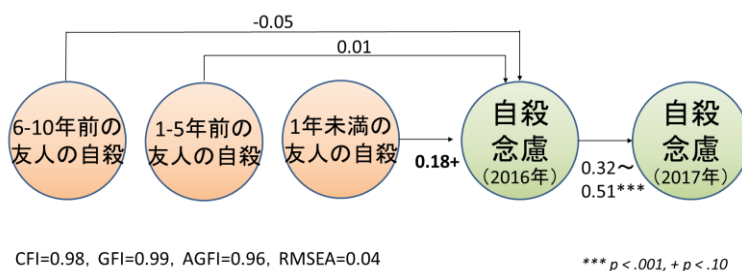 -0.05
0.01
6-10年前の
友人の自殺
1-5年前の
友人の自殺
1年未満の
友人の自殺
0.18+
自殺
念慮
（2016年）
0.32～
0.51***
自殺
念慮
（2017年）
CFI=0.98, GFI=0.99, AGFI=0.96, RMSEA=0.04
*** p < .001, + p < .10